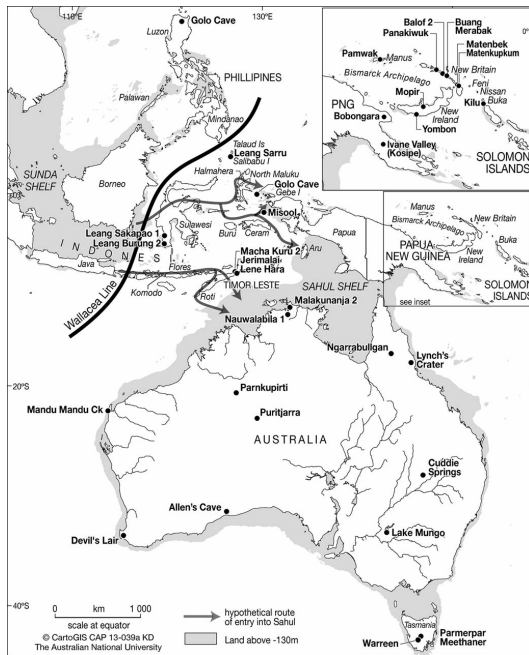 110°E
130°E
0°
Golo Cave
Luzon
PHILLIPINES
Palawan
Mindanao
Talaud Is
Leang Sarru
Salibabu I
SUNDA
SHELF
Borneo
Halmahera
North Maluku
Golo Cave
Gebe I
Misool
Leang Sakapao 1
Leang Burung 2
Sulawesi
Buru
Ceram
Aru
Papua
INDONESI
Macha Kuru 2
Jerimalai
Lene Hara
Java
Flores
TIMOR LESTE
SAHUL SHELF
Komodo
Roti
Wallacea Line
Malakunanja 2
Nauwalabila 1
see inset
Ngarrabullgan
Lynch's
Crater
20°S
Parnkupirti
Mandu Mandu Ck
Puritjarra
AUSTRALIA
Cuddie
Springs
Allen's Cave
Lake Mungo
Devil's Lair
40°S
Tasmania
Parmerpar
Meethaner
Warreen
0
1000
km
scale at equator
© CartoGIS CAP 13-039a KD
The Australian National University
hypothetical route
of entry into Sahul
Land above -130m
Balof 2
Panakiwuk
Buang
Merabak
Matenbek
Matenkupkum
Pamwak
Manus
Bismarck Archipelago
New Britain
Feni
Nissan
Buka
Kilu
Mopir
PNG
Bobongara
New
Ireland
Yombon
Ivane Valley
(Kosipe)
SOLOMON
ISLANDS
Manus
New Britain
Bismarck Archipelago
Buka
PAPUA
NEW GUINEA
New
Ireland
SOLOMON
ISLANDS